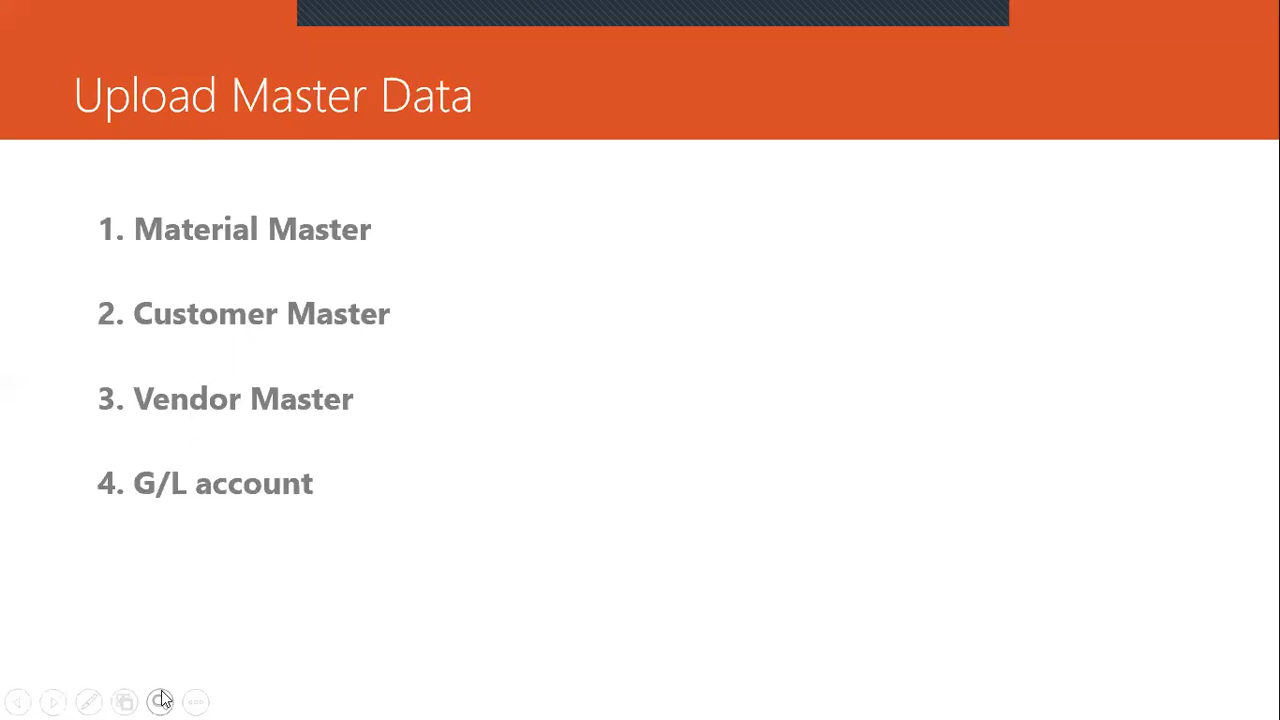 Upload Master Data
1. Material Master
2. Customer Master
3. Vendor Master
4. G/L account